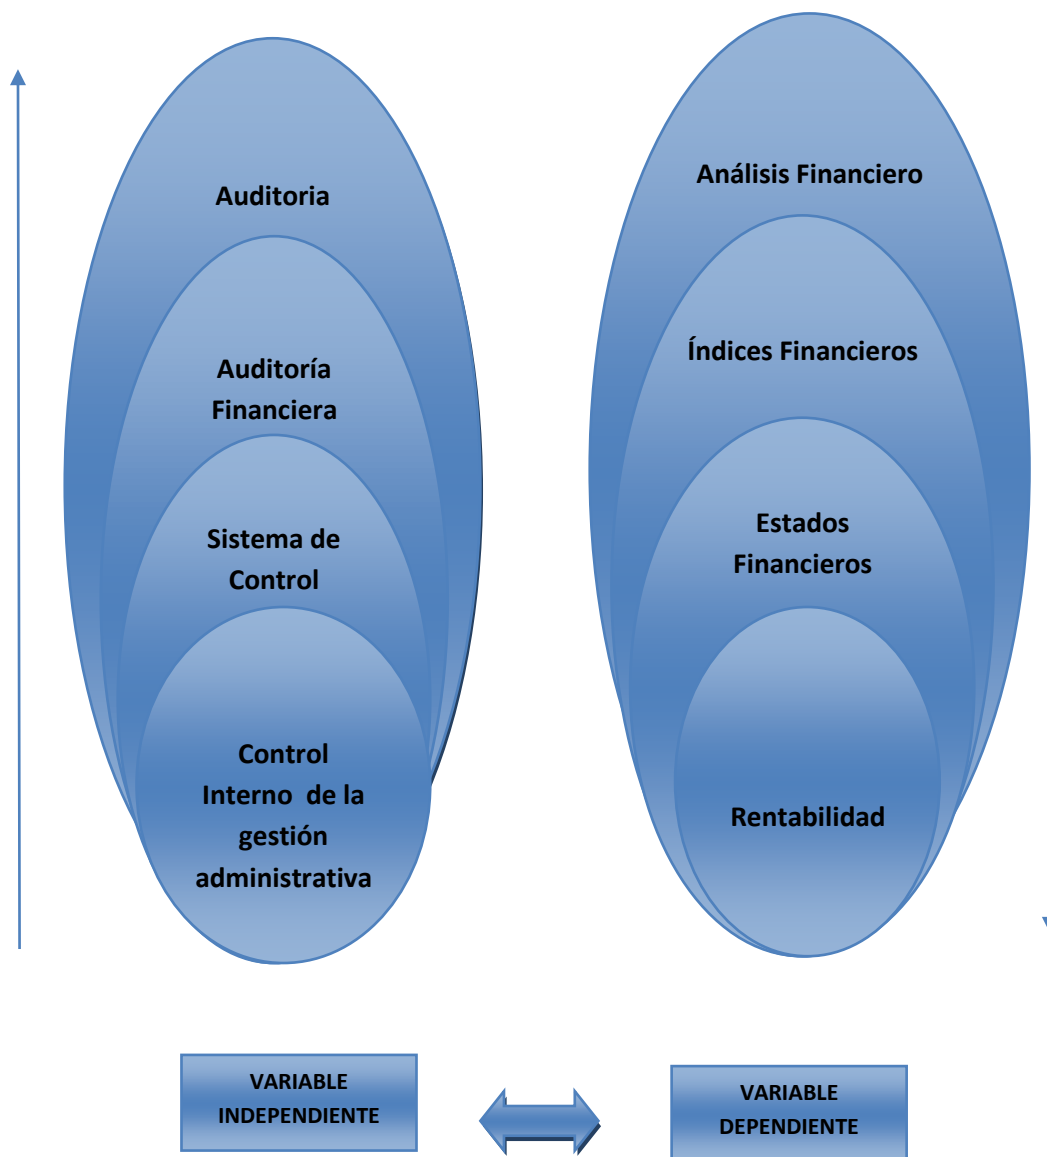 Auditoria
Auditoría
Financiera
Sistema de
Control
Control
Interno  de la
gestión
administrativa
Análisis Financiero
Índices Financieros
Estados
Financieros
Rentabilidad
VARIABLE
INDEPENDIENTE
VARIABLE
DEPENDIENTE